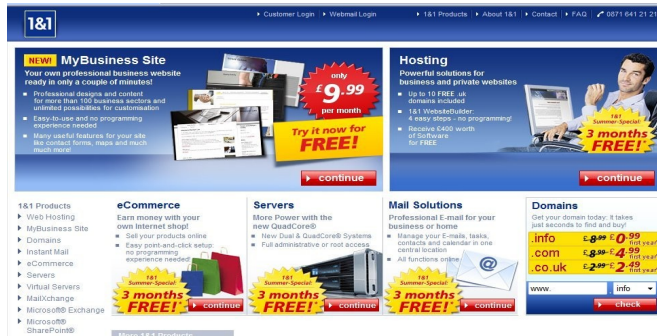 1&1
Customer Login
Webmail Login
1&1 Products
About 1&1
Contact
FAQ
0871 641 21 21
NEW! MyBusiness Site
Your own professional business website
ready in only a couple of minutes!
Professional designs and content
for more than 100 business sectors and
unlimited possibilities for customisation
Easy-to-use and no programming
experience needed
Many useful features for your site
like contact forms, maps and much
much more!
only
£9.99
per month
Try it now for
FREE!
continue
Hosting
Powerful solutions for
business and private websites
Up to 10 FREE .uk
domains included
1&1 WebsiteBuilder:
4 easy steps - no programming!
Receive £400 worth
of Software
for FREE
1&1
Summer-Special:
3 months
FREE!
continue
1&1 Products
Web Hosting
MyBusiness Site
Domains
Instant Mail
eCommerce
Servers
Virtual Servers
MailXchange
Microsoft® Exchange
Microsoft®
SharePoint®
eCommerce
Earn money with your
own Internet shop!
Sell your products online
Easy point-and-click setup:
no programming
experience needed
1&1
Summer-Special:
3 months
FREE!
continue
Servers
More Power with the
new QuadCore®
New Dual & QuadCore® Systems
Full administrative or root access
1&1
Summer-Special:
3 months
FREE!
continue
Mail Solutions
Professional E-mail for your
business or home
Manage your E-mails, tasks,
contacts and calendar in one
central location
All functions online
@
1&1
Summer-Special:
3 months
FREE!
continue
Domains
Get your domain today: It takes
just seconds to find and buy!
.info £8.99 £0.99 first year*
.com £8.99 £4.99 first year*
.co.uk £2.99 £2.49 first year*
www. info
check
More 1&1 Products